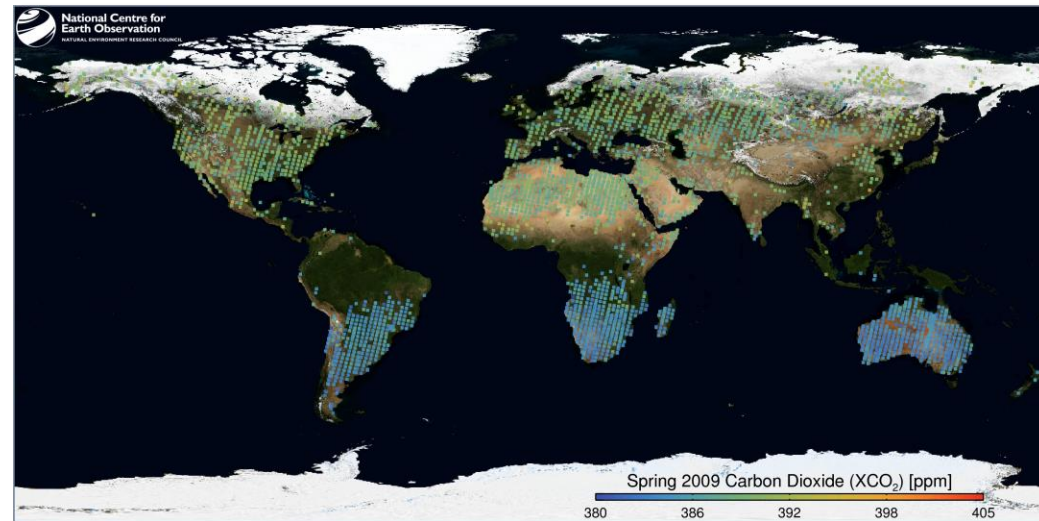 National Centre for
Earth Observation
NATURAL ENVIRONMENT RESEARCH COUNCIL
Spring 2009 Carbon Dioxide (XCO₂) [ppm]
380 386 392 398 405